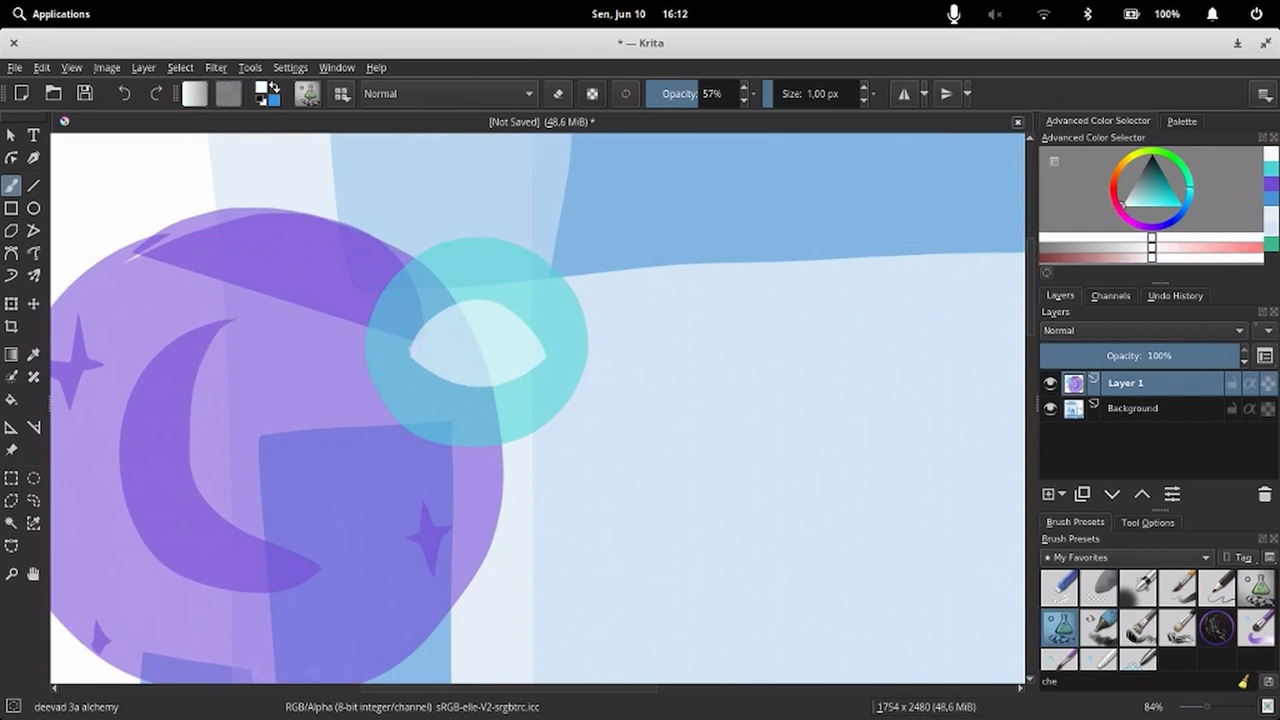 Applications
Sen, Jun 10 16:12
100%
* — Krita
File Edit View Image Layer Select Filter Tools Settings Window Help
Normal
Opacity: 57%
Size: 1,00 px
[Not Saved] (48,6 MiB) *
Advanced Color Selector Palette
Advanced Color Selector
Layers Channels Undo History
Layers
Normal
Opacity: 100%
Layer 1
Background
Brush Presets Tool Options
Brush Presets
★ My Favorites
Tag
che
deevad 3a alchemy
RGB/Alpha (8-bit integer/channel) sRGB-elle-V2-srgbtrc.icc
1754 x 2480 (48,6 MiB)
84%